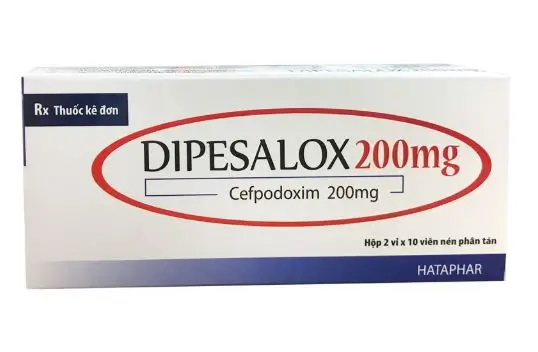 Rx Thuốc kê đơn
DIPESALOX 200mg
Cefpodoxim 200mg
Hộp 2 vỉ x 10 viên nén phân tán
HATAPHAR